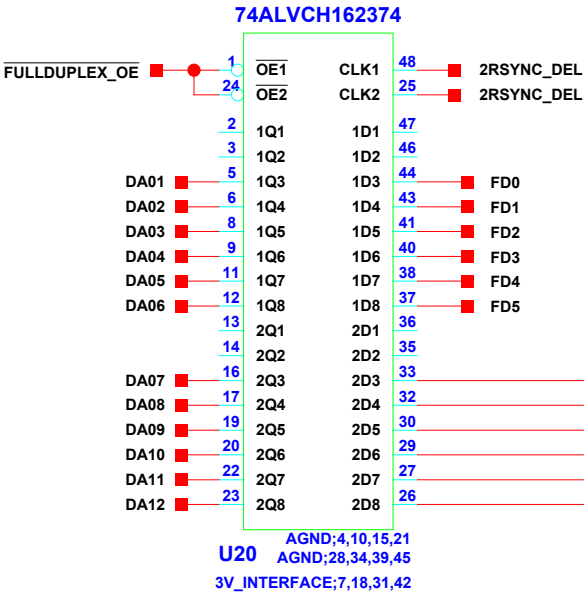 74ALVCH162374
FULLDUPLEX_OE 1 OE1 CLK1 48 2RSYNC_DEL
24 OE2 CLK2 25 2RSYNC_DEL
2 1Q1 1D1 47
3 1Q2 1D2 46
DA01 5 1Q3 1D3 44 FD0
DA02 6 1Q4 1D4 43 FD1
DA03 8 1Q5 1D5 41 FD2
DA04 9 1Q6 1D6 40 FD3
DA05 11 1Q7 1D7 38 FD4
DA06 12 1Q8 1D8 37 FD5
13 2Q1 2D1 36
14 2Q2 2D2 35
DA07 16 2Q3 2D3 33
DA08 17 2Q4 2D4 32
DA09 19 2Q5 2D5 30
DA10 20 2Q6 2D6 29
DA11 22 2Q7 2D7 27
DA12 23 2Q8 2D8 26
AGND;4,10,15,21
U20 AGND;28,34,39,45
3V_INTERFACE;7,18,31,42